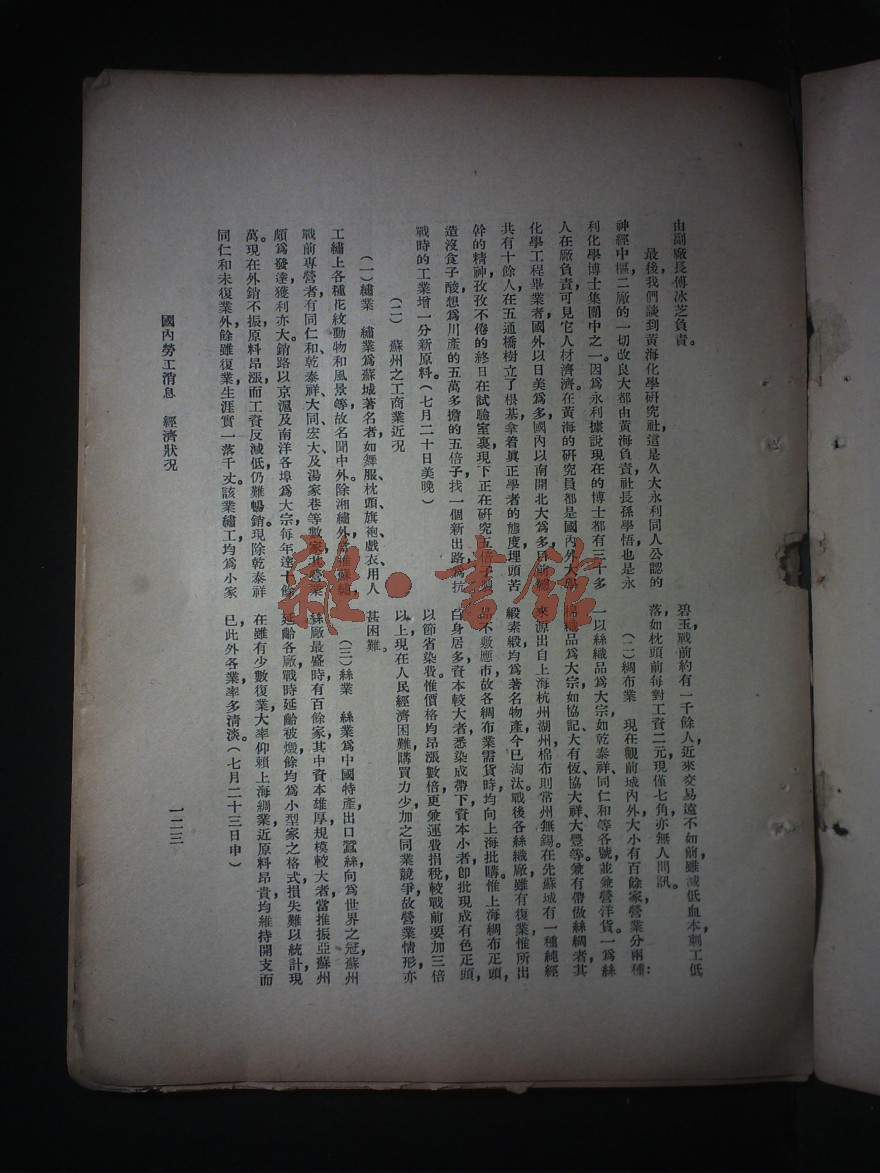 由副廠長傅冰芝負責。
最後我們談到黃海化學研究社，這是久大永利同人公認的
神經中樞，二廠的一切改良大都由黃海負責，社長孫學悟也是永
利化學博士集團中之一。因爲永利據說現在的博士都有三十多
人在廠負責，可見它人材濟濟。在黃海的研究員都是國內外大學
化學工程畢業者，國外以日美爲多，國內以南開北大爲多，目前總
共有十餘人，在五通橋樹立了根基，拿着眞正學者的態度，埋頭苦
幹的精神，孜孜不倦的終日在試驗室裏，現下正在研究五倍子製
造沒食子酸，想爲川產的五萬多擔的五倍子找一個新出路，爲抗
戰時的工業增一分新原料。（七月二十日美晚）
（二） 蘇州之工商業近況
（一）繡業 繡業爲蘇城著名者，如舞服、枕頭、旗袍、戲衣，用人
工繡上各種花紋動物和風景等，故名聞中外，除湘繡外，當推蘇繡，
戰前專營者有同仁和、乾泰祥、大同、宏大、及湯家巷等數家，其營業
頗爲發達，獲利亦大。銷路以京滬及南洋各埠爲大宗，每年達十餘
萬。現在外銷不振，原料昂漲，而工資反減低，仍難暢銷，現除乾泰祥
同仁和未復業外，餘雖復業，生涯實一落千丈。該業繡工均爲小家
碧玉，戰前約有一千餘人，近來交易遠不如前，雖減低血本，刺工低
落，如枕頭前每對工資二元，現僅七角，亦無人問訊。
（二）綢布業 現在觀前城內外大小有百餘家，營業分兩種：
一以絲織品爲大宗，如乾泰祥、同仁和等各號，並兼營洋貨。一爲絲
綿織品爲大宗，如協記、大有恆、協大祥、大豐等。兼有帶做絲綢者，其
來源出自上海杭州湖州，棉布則常州無錫。在先蘇城有一種純經
緞素緞，均爲著名物產，今已淘汰。戰後各絲織廠雖有復業，惟所出
品不敷應市，故各綢布業需貨時，均向上海批購。惟上海綢布疋頭，
白身居多，資本較大者悉染成帶下，資本小者卽批現成有色疋頭，
以節省染費。惟價格均昂漲數倍，更兼運費捐稅，較戰前要加三倍
以上，現在人民經濟困難，購買力少，加之同業競爭，故營業情形，亦
甚困難。
（三）絲業 絲業爲中國特產，出口蠶絲，向爲世界之冠，蘇州
絲廠最盛時有百餘家，其中資本雄厚，規模較大者，當推振亞蘇州
延齡各廠，戰時延齡被燬，餘均爲小型家之格式，損失難以統計，現
在雖有少數復業，大率仰賴上海綢業，近原料昂貴，均維持開支而
已，此外各業率多清淡。（七月二十三日申）
國內勞工消息 經濟狀况
一二三
雜·書館